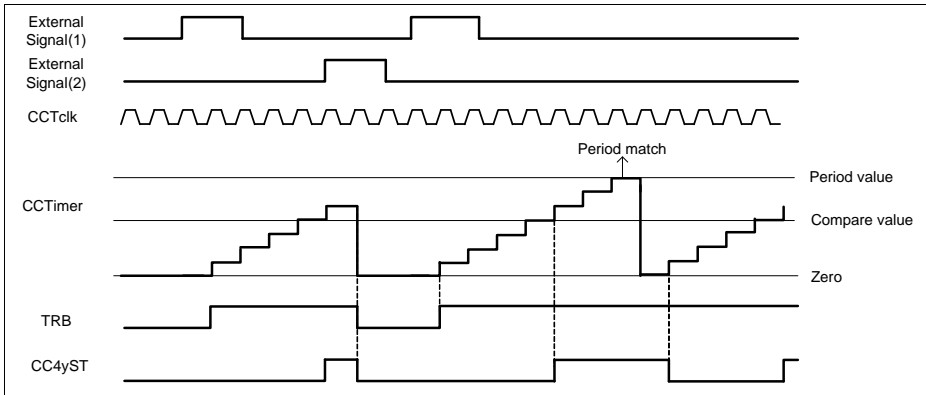 External
Signal(1)
External
Signal(2)
CCTclk
Period match
Period value
CCTimer
Compare value
Zero
TRB
CC4yST